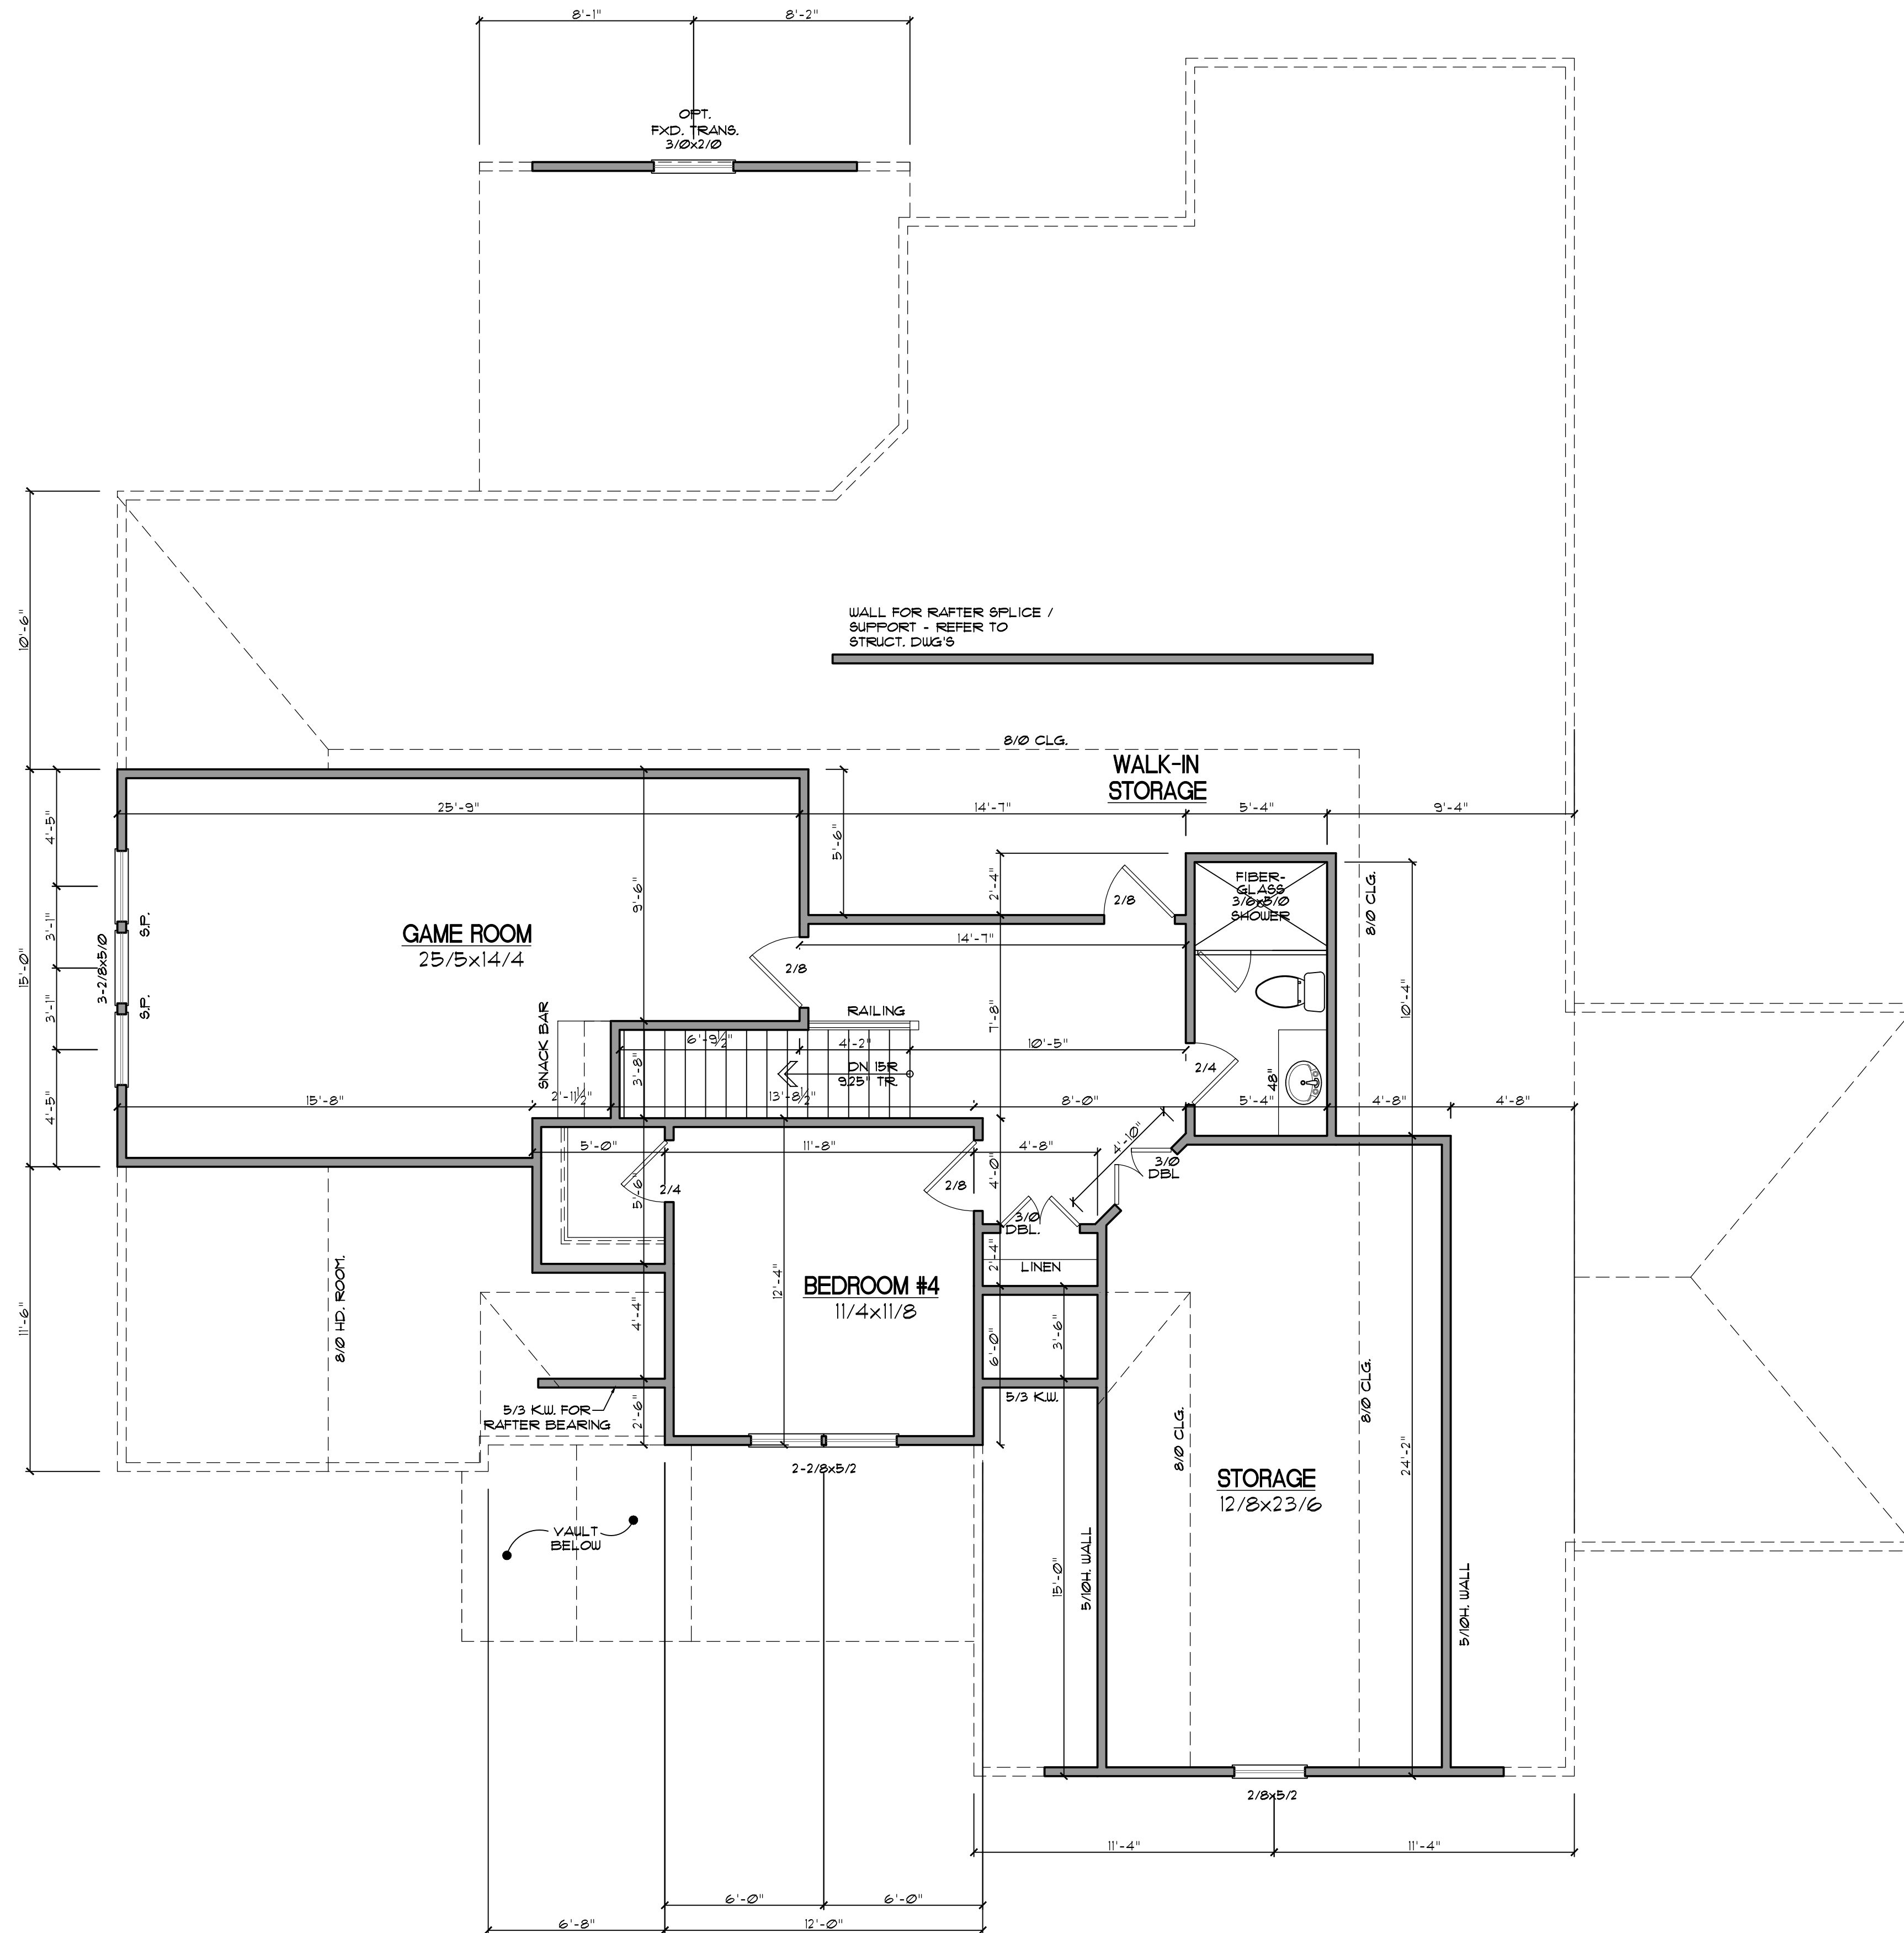 8'-1"
8'-2"
OPT.
FXD. TRANS.
3/0x2/0
10'-6"
15'-0"
11'-6"
4'-5"
3'-1"
3'-1"
4'-5"
3-2/8x5/0
S.P.
S.P.
WALL FOR RAFTER SPLICE /
SUPPORT - REFER TO
STRUCT. DWG'S
8/0 CLG.
WALK-IN
STORAGE
25'-9"
14'-7"
5'-4"
9'-4"
5'-6"
9'-6"
2'-4"
2/8
FIBER-
GLASS
3/6x5/0
SHOWER
8/0 CLG.
GAME ROOM
25/5x14/4
14'-7"
2/8
RAILING
7'-8"
10'-4"
SNACK BAR
6'-9½"
4'-2"
10'-5"
3'-8"
DN 15R
9.25" TR.
2/4
48"
15'-8"
2'-11½"
13'-8½"
8'-0"
5'-4"
4'-8"
4'-8"
5'-0"
11'-8"
4'-8"
4'-10"
3/0
DBL
5'-6"
2/4
2/8
4'-0"
3/0
DBL.
2'-4"
LINEN
8/0 HD. ROOM.
12'-4"
BEDROOM #4
11/4x11/8
4'-4"
6'-0"
3'-6"
5/3 K.W.
5/3 K.W. FOR
RAFTER BEARING
2'-6"
8/0 CLG.
8/0 CLG.
2-2/8x5/2
24'-2"
STORAGE
12/8x23/6
VAULT
BELOW
15'-0"
5/10H. WALL
5/10H. WALL
2/8x5/2
11'-4"
11'-4"
6'-0"
6'-0"
6'-8"
12'-0"